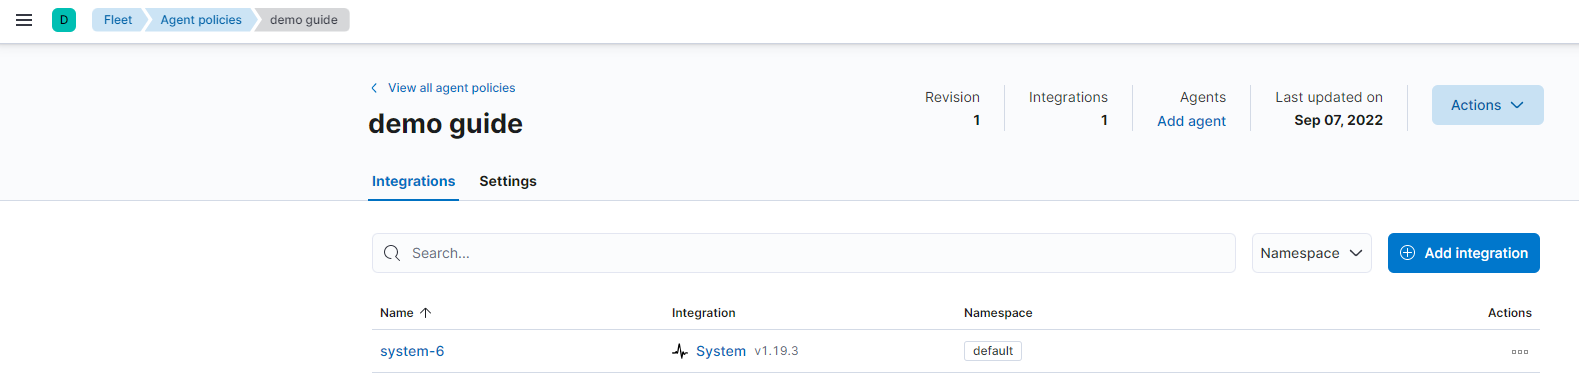 D Fleet Agent policies demo guide
View all agent policies
demo guide
Revision Integrations Agents Last updated on
1 1 Add agent Sep 07, 2022
Actions
Integrations Settings
Search... Namespace Add integration
Name Integration Namespace Actions
system-6 System v1.19.3 default